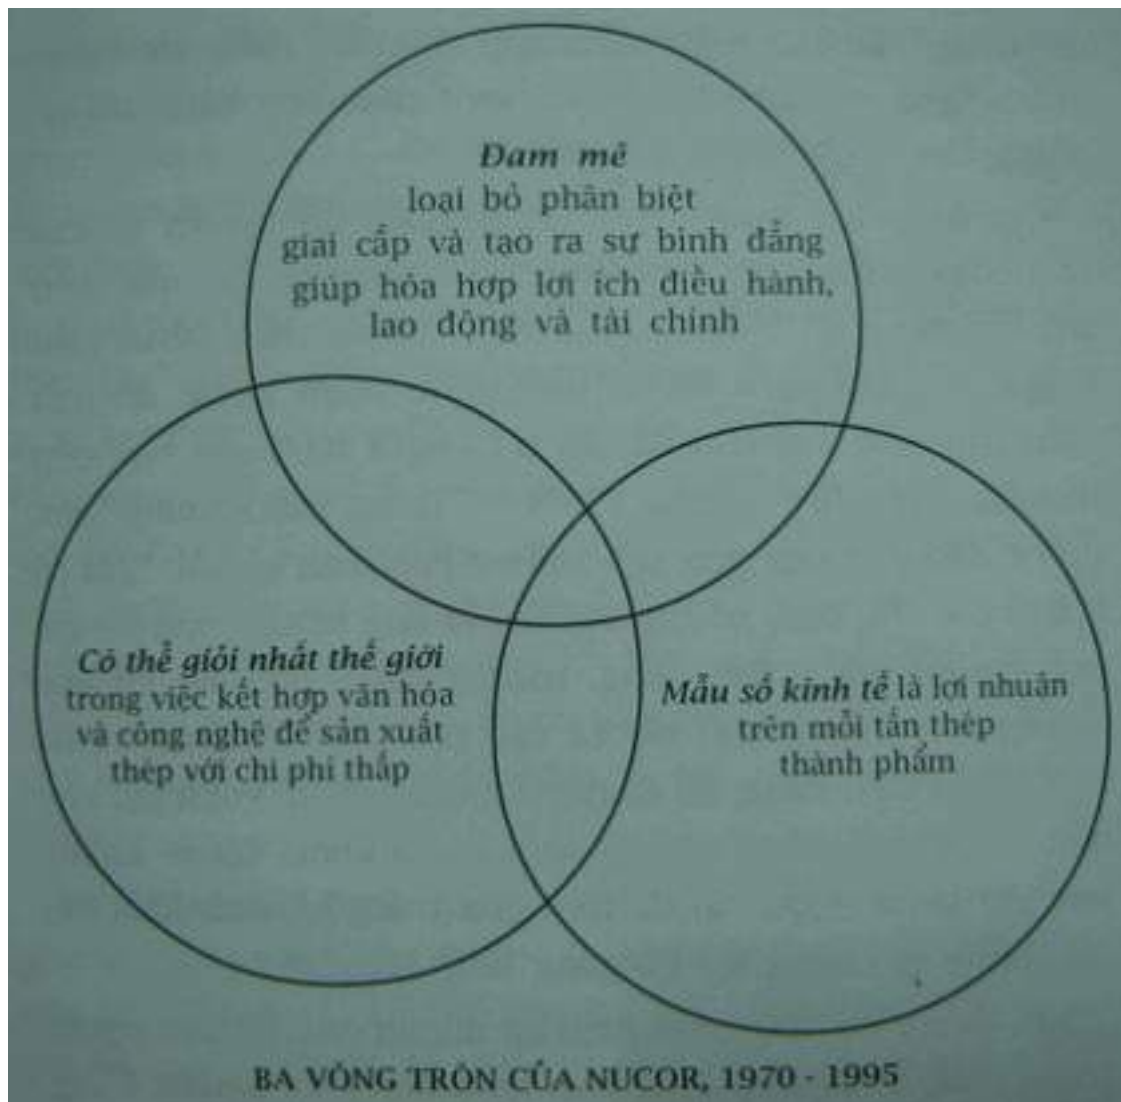 Đam mê
loại bỏ phân biệt
giai cấp và tạo ra sự bình đẳng
giúp hòa hợp lợi ích điều hành,
lao động và tài chính
Có thể giỏi nhất thế giới
trong việc kết hợp văn hóa
và công nghệ để sản xuất
thép với chi phí thấp
Mẫu số kinh tế là lợi nhuận
trên mỗi tấn thép
thành phẩm
BA VÒNG TRÒN CỦA NUCOR, 1970 - 1995